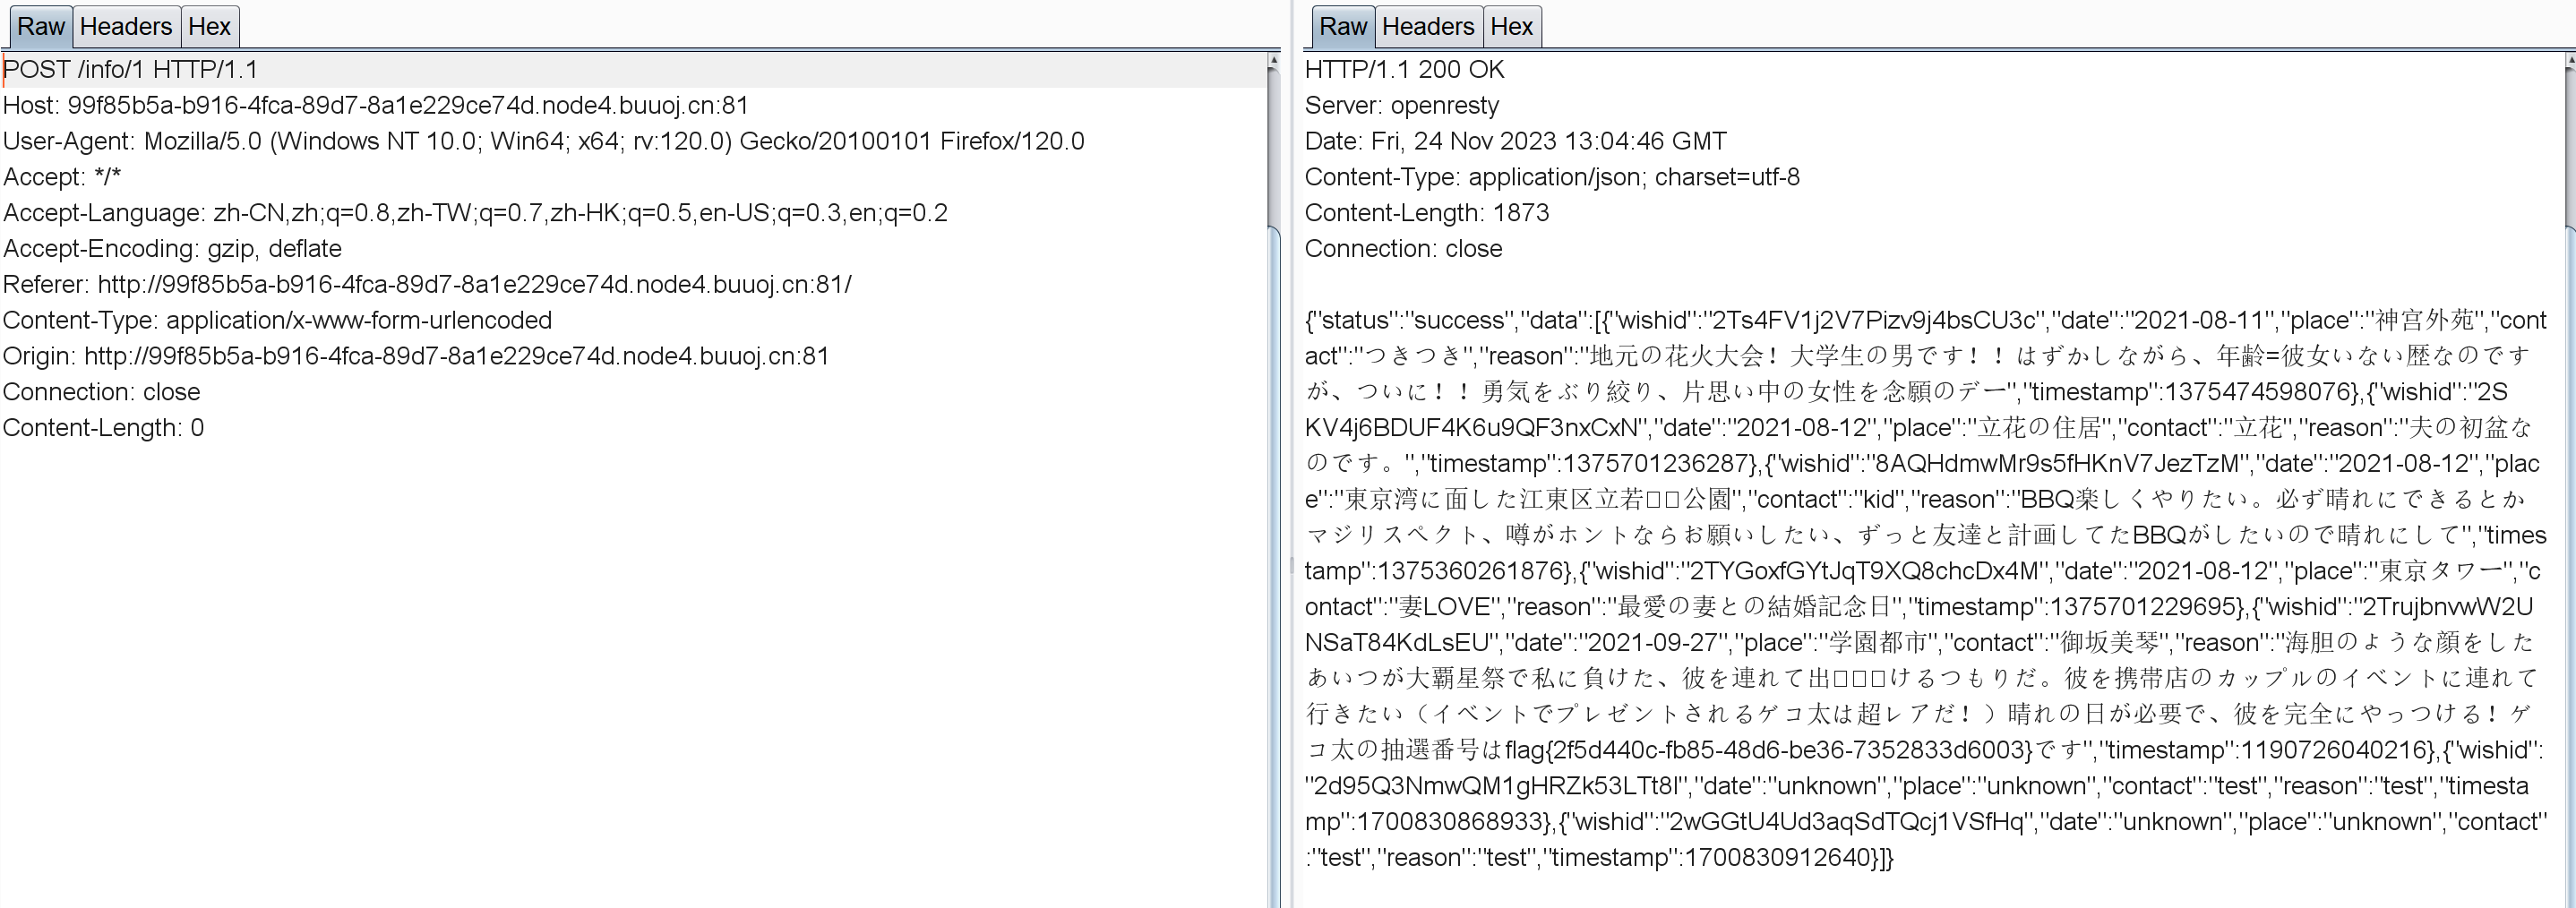 Raw Headers Hex
POST /info/1 HTTP/1.1
Host: 99f85b5a-b916-4fca-89d7-8a1e229ce74d.node4.buuoj.cn:81
User-Agent: Mozilla/5.0 (Windows NT 10.0; Win64; x64; rv:120.0) Gecko/20100101 Firefox/120.0
Accept: */*
Accept-Language: zh-CN,zh;q=0.8,zh-TW;q=0.7,zh-HK;q=0.5,en-US;q=0.3,en;q=0.2
Accept-Encoding: gzip, deflate
Referer: http://99f85b5a-b916-4fca-89d7-8a1e229ce74d.node4.buuoj.cn:81/
Content-Type: application/x-www-form-urlencoded
Origin: http://99f85b5a-b916-4fca-89d7-8a1e229ce74d.node4.buuoj.cn:81
Connection: close
Content-Length: 0
Raw Headers Hex
HTTP/1.1 200 OK
Server: openresty
Date: Fri, 24 Nov 2023 13:04:46 GMT
Content-Type: application/json; charset=utf-8
Content-Length: 1873
Connection: close
{"status":"success","data":[{"wishid":"2Ts4FV1j2V7Pizv9j4bsCU3c","date":"2021-08-11","place":"神宮外苑","cont
act":"つきつき","reason":"地元の花火大会！大学生の男です！！はずかしながら、年齢=彼女いない歴なのです
が、ついに！！勇気をぶり絞り、片思い中の女性を念願のデー","timestamp":1375474598076},{"wishid":"2S
KV4j6BDUF4K6u9QF3nxCxN","date":"2021-08-12","place":"立花の住居","contact":"立花","reason":"夫の初盆な
のです。","timestamp":1375701236287},{"wishid":"8AQHdmwMr9s5fHKnV7JezTzM","date":"2021-08-12","plac
e":"東京湾に面した江東区立若□□公園","contact":"kid","reason":"BBQ楽しくやりたい。必ず晴れにできるとか
マジリスペクト、噂がホントならお願いしたい、ずっと友達と計画してたBBQがしたいので晴れにして","times
tamp":1375360261876},{"wishid":"2TYGoxfGYtJqT9XQ8chcDx4M","date":"2021-08-12","place":"東京タワー","c
ontact":"妻LOVE","reason":"最愛の妻との結婚記念日","timestamp":1375701229695},{"wishid":"2TrujbnvwW2U
NSaT84KdLsEU","date":"2021-09-27","place":"学園都市","contact":"御坂美琴","reason":"海胆のような顔をした
あいつが大覇星祭で私に負けた、彼を連れて出□□□けるつもりだ。彼を携帯店のカップルのイベントに連れて
行きたい（イベントでプレゼントされるゲコ太は超レアだ！）晴れの日が必要で、彼を完全にやっつける！ゲ
コ太の抽選番号はflag{2f5d440c-fb85-48d6-be36-7352833d6003}です","timestamp":1190726040216},{"wishid":
"2d95Q3NmwQM1gHRZk53LTt8l","date":"unknown","place":"unknown","contact":"test","reason":"test","timesta
mp":1700830868933},{"wishid":"2wGGtU4Ud3aqSdTQcj1VSfHq","date":"unknown","place":"unknown","contact"
:"test","reason":"test","timestamp":1700830912640}]}